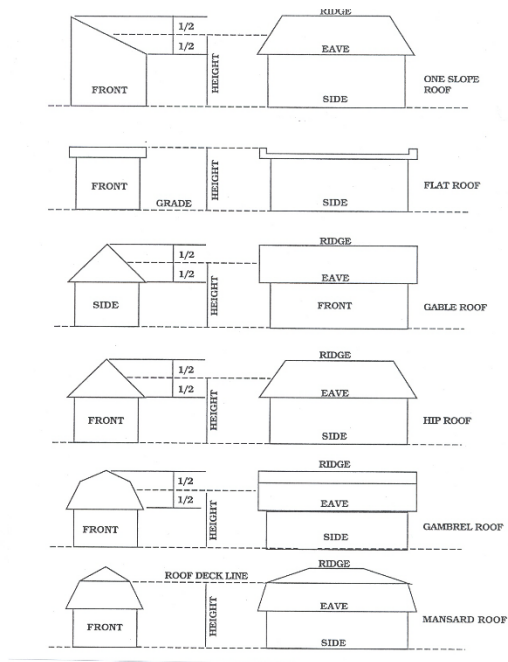 RIDGE
1/2
1/2
EAVE
HEIGHT
FRONT
SIDE
ONE SLOPE
ROOF
FRONT
HEIGHT
GRADE
SIDE
FLAT ROOF
RIDGE
1/2
1/2
EAVE
HEIGHT
SIDE
FRONT
GABLE ROOF
RIDGE
1/2
1/2
EAVE
HEIGHT
FRONT
SIDE
HIP ROOF
RIDGE
1/2
1/2
EAVE
HEIGHT
FRONT
SIDE
GAMBREL ROOF
RIDGE
ROOF DECK LINE
HEIGHT
EAVE
FRONT
SIDE
MANSARD ROOF